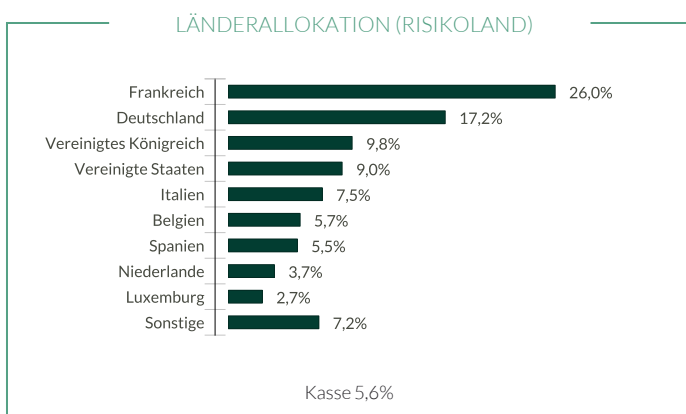 LÄNDERALLOKATION (RISIKOLAND)
Frankreich 26,0%
Deutschland 17,2%
Vereinigtes Königreich 9,8%
Vereinigte Staaten 9,0%
Italien 7,5%
Belgien 5,7%
Spanien 5,5%
Niederlande 3,7%
Luxemburg 2,7%
Sonstige 7,2%
Kasse 5,6%